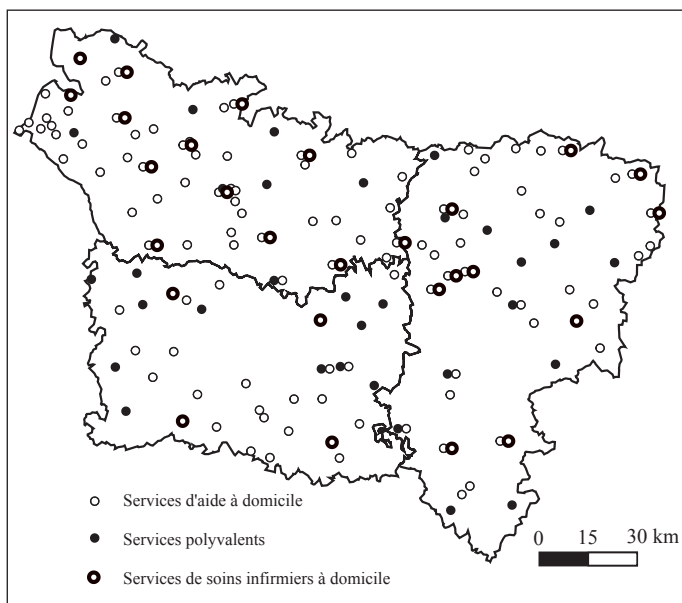 Services d'aide à domicile
Services polyvalents
Services de soins infirmiers à domicile
0 15 30 km